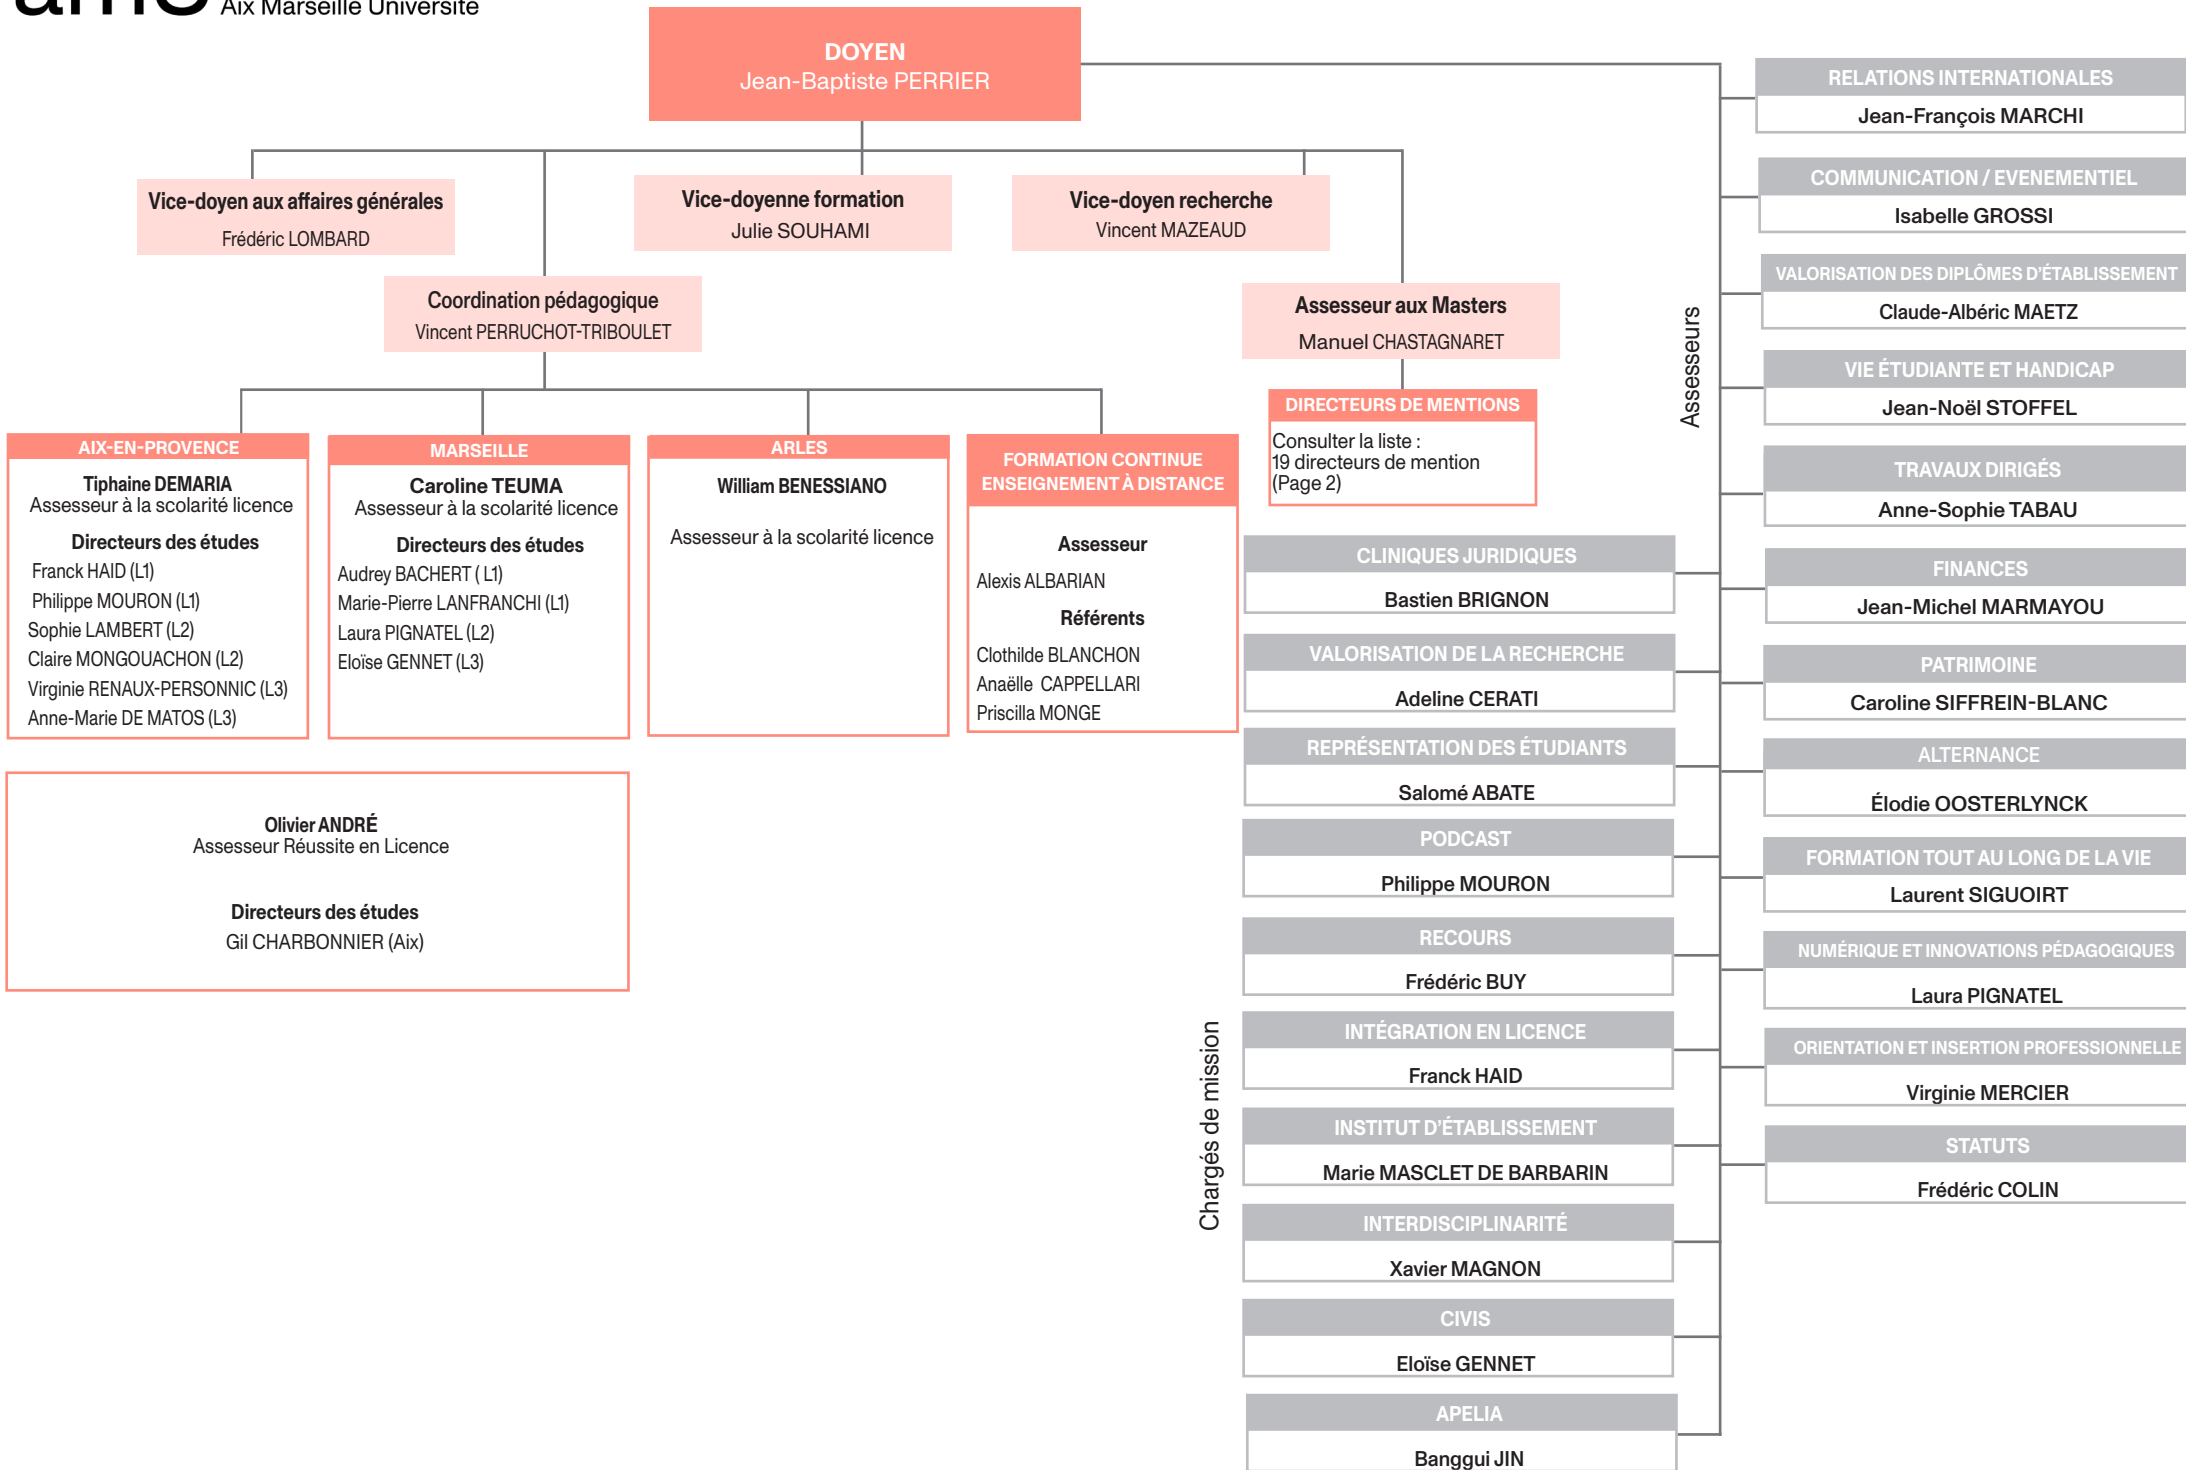 Aix Marseille Université
DOYEN
Jean-Baptiste PERRIER
Vice-doyen aux affaires générales
Frédéric LOMBARD
Vice-doyenne formation
Julie SOUHAMI
Vice-doyen recherche
Vincent MAZEAUD
Coordination pédagogique
Vincent PERRUCHOT-TRIBOULET
Assesseur aux Masters
Manuel CHASTAGNARET
DIRECTEURS DE MENTIONS
Consulter la liste :
19 directeurs de mention
(Page 2)
AIX-EN-PROVENCE
Tiphaine DEMARIA
Assesseur à la scolarité licence
Directeurs des études
Franck HAID (L1)
Philippe MOURON (L1)
Sophie LAMBERT (L2)
Claire MONGOUACHON (L2)
Virginie RENAUX-PERSONNIC (L3)
Anne-Marie DE MATOS (L3)
MARSEILLE
Caroline TEUMA
Assesseur à la scolarité licence
Directeurs des études
Audrey BACHERT ( L1)
Marie-Pierre LANFRANCHI (L1)
Laura PIGNATEL (L2)
Eloïse GENNET (L3)
ARLES
William BENESSIANO
Assesseur à la scolarité licence
FORMATION CONTINUE
ENSEIGNEMENT À DISTANCE
Assesseur
Alexis ALBARIAN
Référents
Clothilde BLANCHON
Anaëlle CAPPELLARI
Priscilla MONGE
Olivier ANDRÉ
Assesseur Réussite en Licence
Directeurs des études
Gil CHARBONNIER (Aix)
Chargés de mission
CLINIQUES JURIDIQUES
Bastien BRIGNON
VALORISATION DE LA RECHERCHE
Adeline CERATI
REPRÉSENTATION DES ÉTUDIANTS
Salomé ABATE
PODCAST
Philippe MOURON
RECOURS
Frédéric BUY
INTÉGRATION EN LICENCE
Franck HAID
INSTITUT D'ÉTABLISSEMENT
Marie MASCLET DE BARBARIN
INTERDISCIPLINARITÉ
Xavier MAGNON
CIVIS
Eloïse GENNET
APELIA
Banggui JIN
Assesseurs
RELATIONS INTERNATIONALES
Jean-François MARCHI
COMMUNICATION / EVENEMENTIEL
Isabelle GROSSI
VALORISATION DES DIPLÔMES D'ÉTABLISSEMENT
Claude-Albéric MAETZ
VIE ÉTUDIANTE ET HANDICAP
Jean-Noël STOFFEL
TRAVAUX DIRIGÉS
Anne-Sophie TABAU
FINANCES
Jean-Michel MARMAYOU
PATRIMOINE
Caroline SIFFREIN-BLANC
ALTERNANCE
Élodie OOSTERLYNCK
FORMATION TOUT AU LONG DE LA VIE
Laurent SIGUOIRT
NUMÉRIQUE ET INNOVATIONS PÉDAGOGIQUES
Laura PIGNATEL
ORIENTATION ET INSERTION PROFESSIONNELLE
Virginie MERCIER
STATUTS
Frédéric COLIN